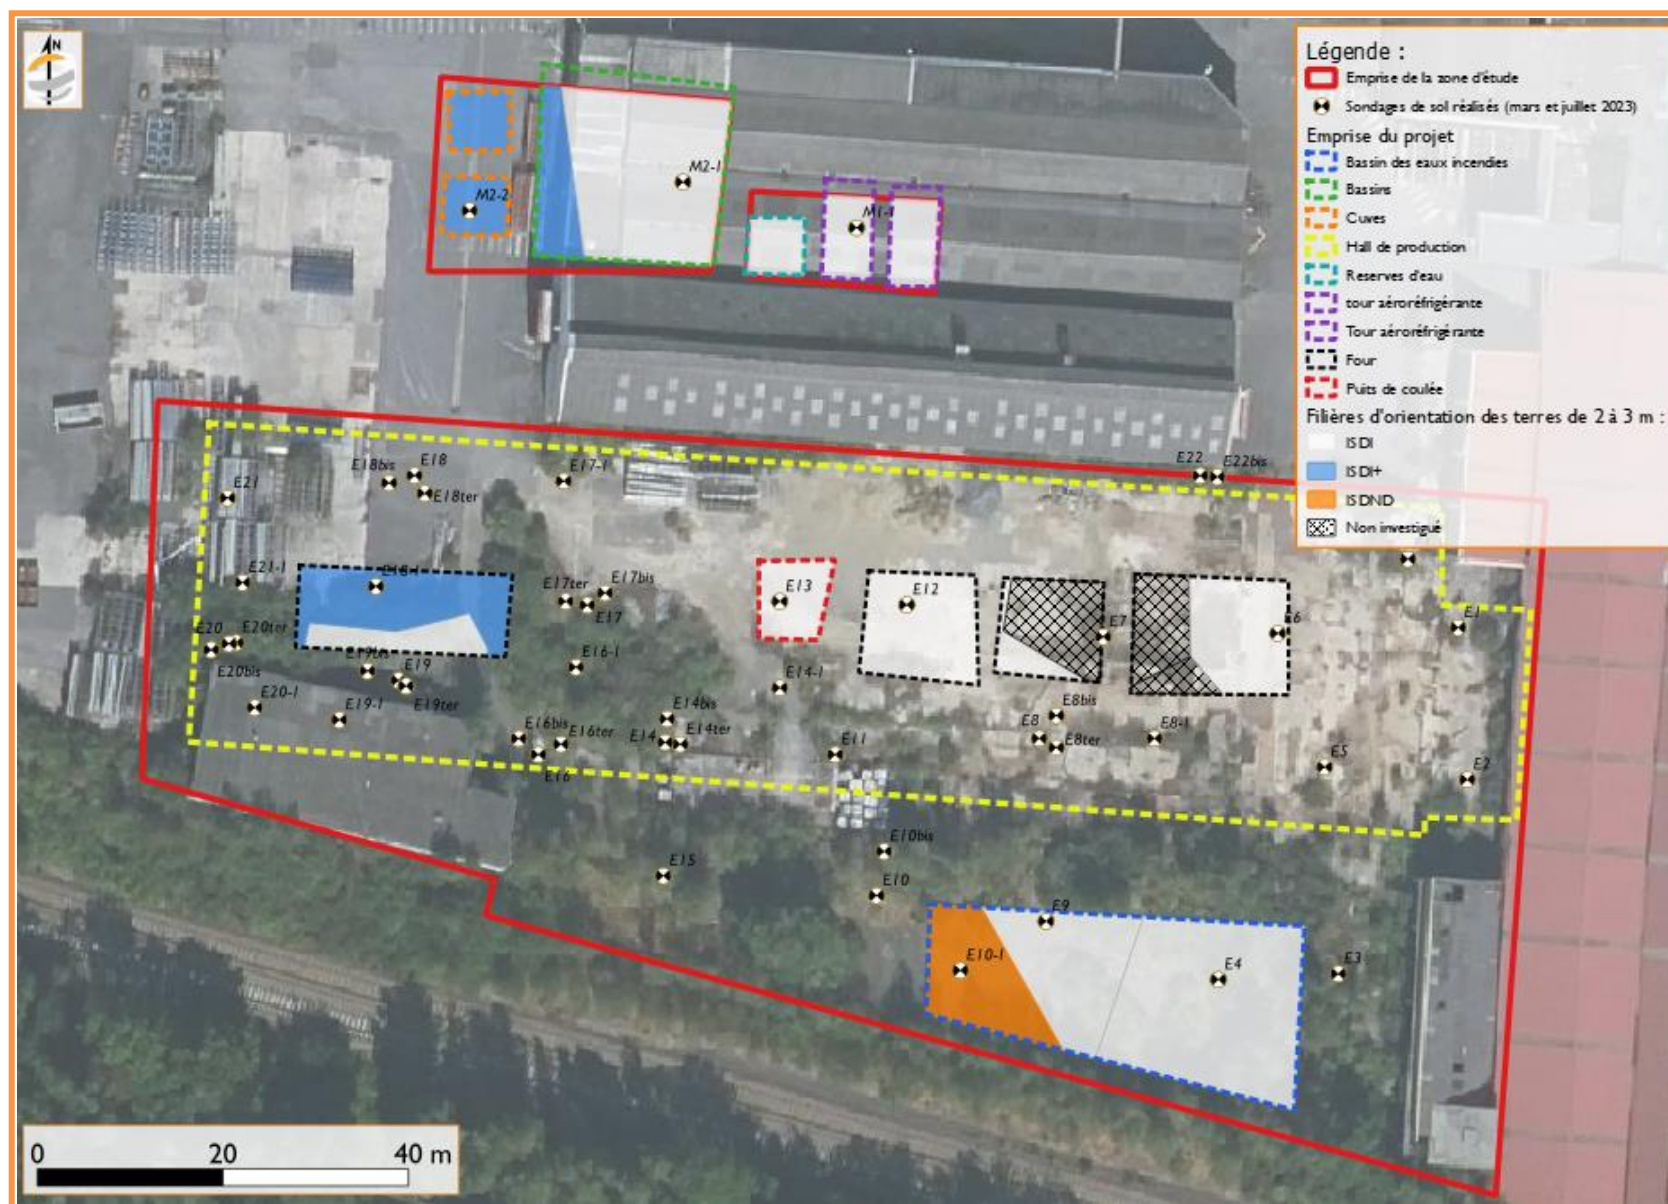 N
Légende :
Emprise de la zone d'étude
Sondages de sol réalisés (mars et juillet 2023)
Emprise du projet
Bassin des eaux incendies
Bassins
Cuves
Hall de production
Reserves d'eau
tour aéroréfrigérante
Tour aéroréfrigérante
Four
Puits de coulée
Filières d'orientation des terres de 2 à 3 m :
ISDI
ISDI+
ISDND
Non investigué
M2-1
M2-2
M1-1
E18bis
E18
E18ter
E17-1
E22
E22bis
E21
E21-1
E18-1
E17ter
E17bis
E17
E13
E12
E7
E6
E1
E20
E20ter
E20bis
E19bis
E19
E19ter
E16-1
E14-1
E20-1
E19-1
E16bis
E16ter
E16
E14bis
E14
E14ter
E11
E8bis
E8
E8ter
E8-1
E5
E2
E10bis
E15
E10
E9
E10-1
E4
E3
0 20 40 m